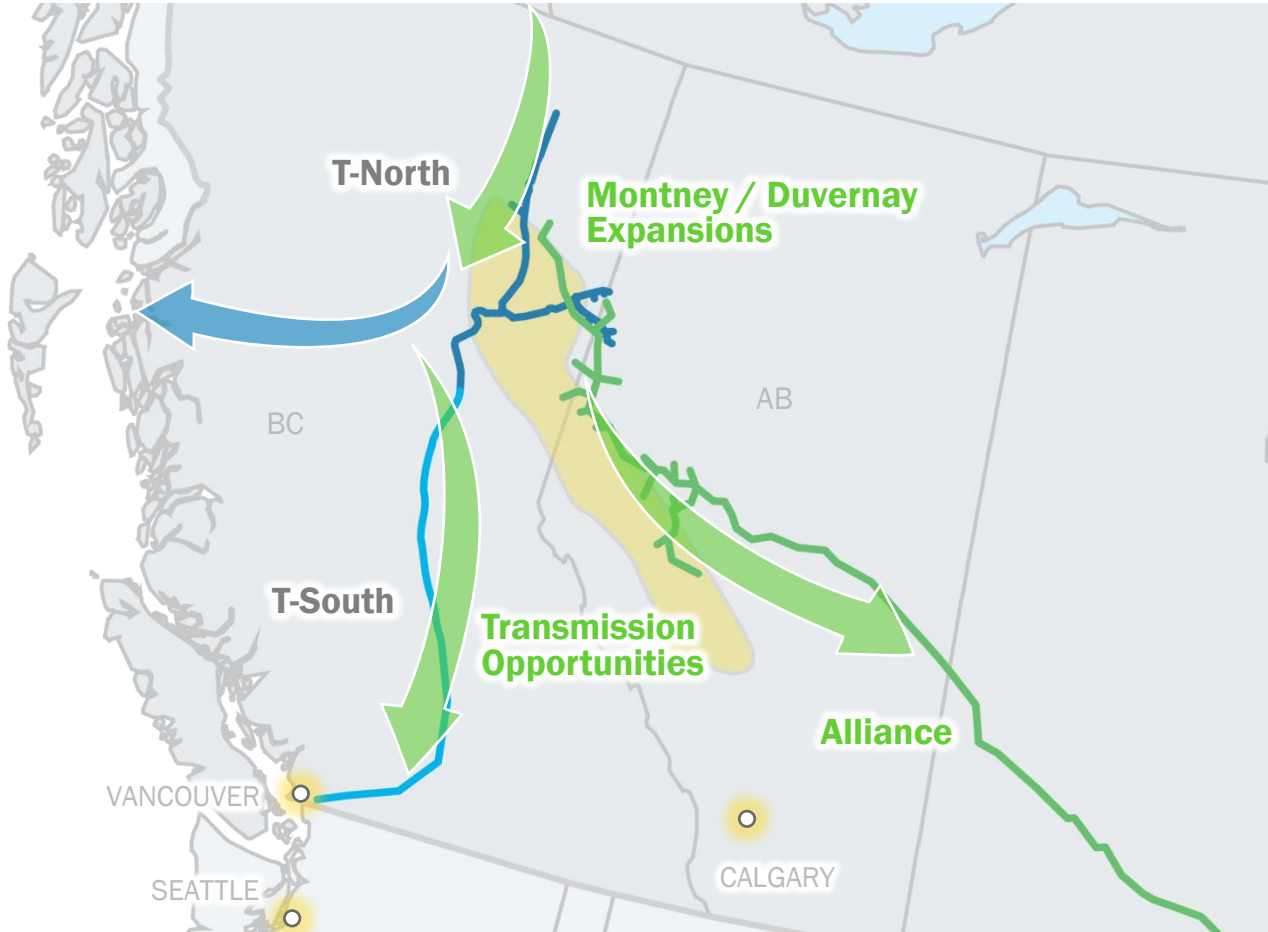 T-North
Montney / Duvernay
Expansions
BC
AB
T-South
Transmission
Opportunities
Alliance
VANCOUVER
CALGARY
SEATTLE